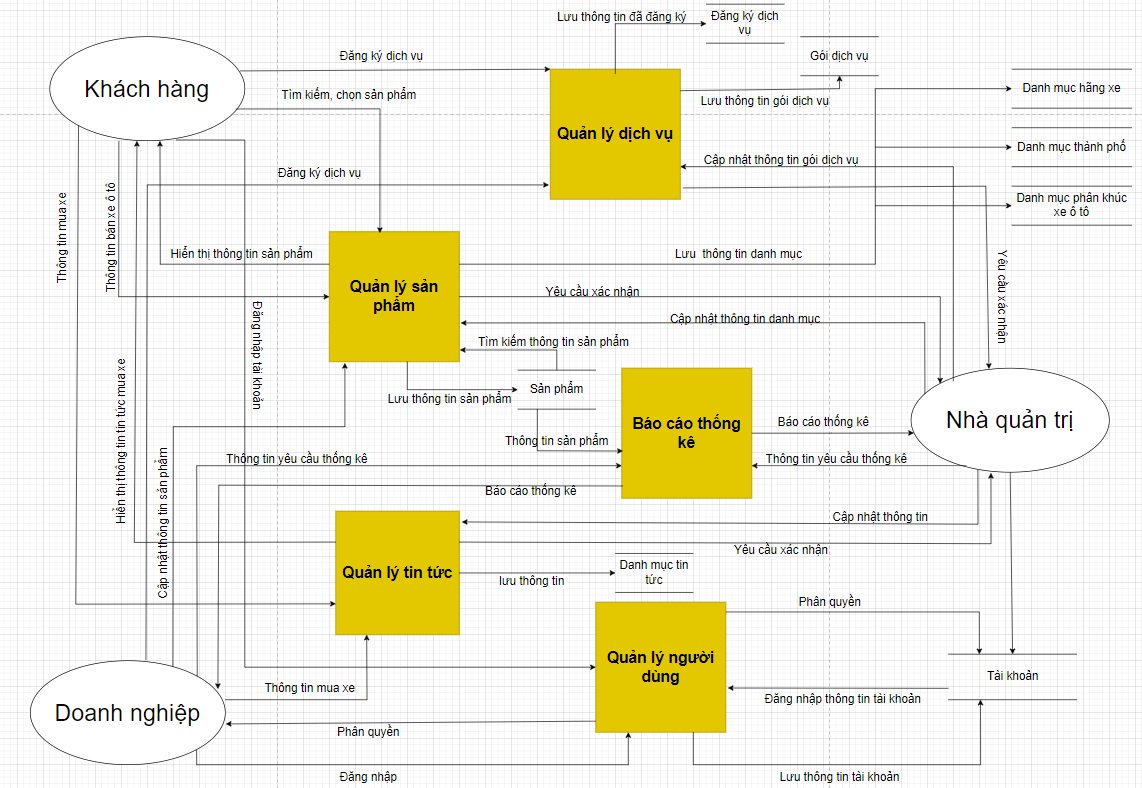 Lưu thông tin đã đăng ký
Đăng ký dịch
vụ
Đăng ký dịch vụ
Gói dịch vụ
Khách hàng
Tìm kiếm, chọn sản phẩm
Lưu thông tin gói dịch vụ
Danh mục hãng xe
Quản lý dịch vụ
Cập nhật thông tin gói dịch vụ
Danh mục thành phố
Đăng ký dịch vụ
Danh mục phân khúc
xe ô tô
Thông tin mua xe
Thông tin bán xe ô tô
Hiển thị thông tin sản phẩm
Lưu thông tin danh mục
Quản lý sản
phẩm
Yêu cầu xác nhận
Yêu cầu xác nhận
Cập nhật thông tin danh mục
Đăng nhập tài khoản
Tìm kiếm thông tin sản phẩm
Sản phẩm
Lưu thông tin sản phẩm
Hiển thị thông tin tin tức mua xe
Báo cáo thống
kê
Báo cáo thống kê
Nhà quản trị
Thông tin sản phẩm
Thông tin yêu cầu thống kê
Thông tin yêu cầu thống kê
Báo cáo thống kê
Cập nhật thông tin sản phẩm
Cập nhật thông tin
Yêu cầu xác nhận
Quản lý tin tức
lưu thông tin
Danh mục tin
tức
Phân quyền
Quản lý người
dùng
Tài khoản
Thông tin mua xe
Đăng nhập thông tin tài khoản
Doanh nghiệp
Phân quyền
Đăng nhập
Lưu thông tin tài khoản